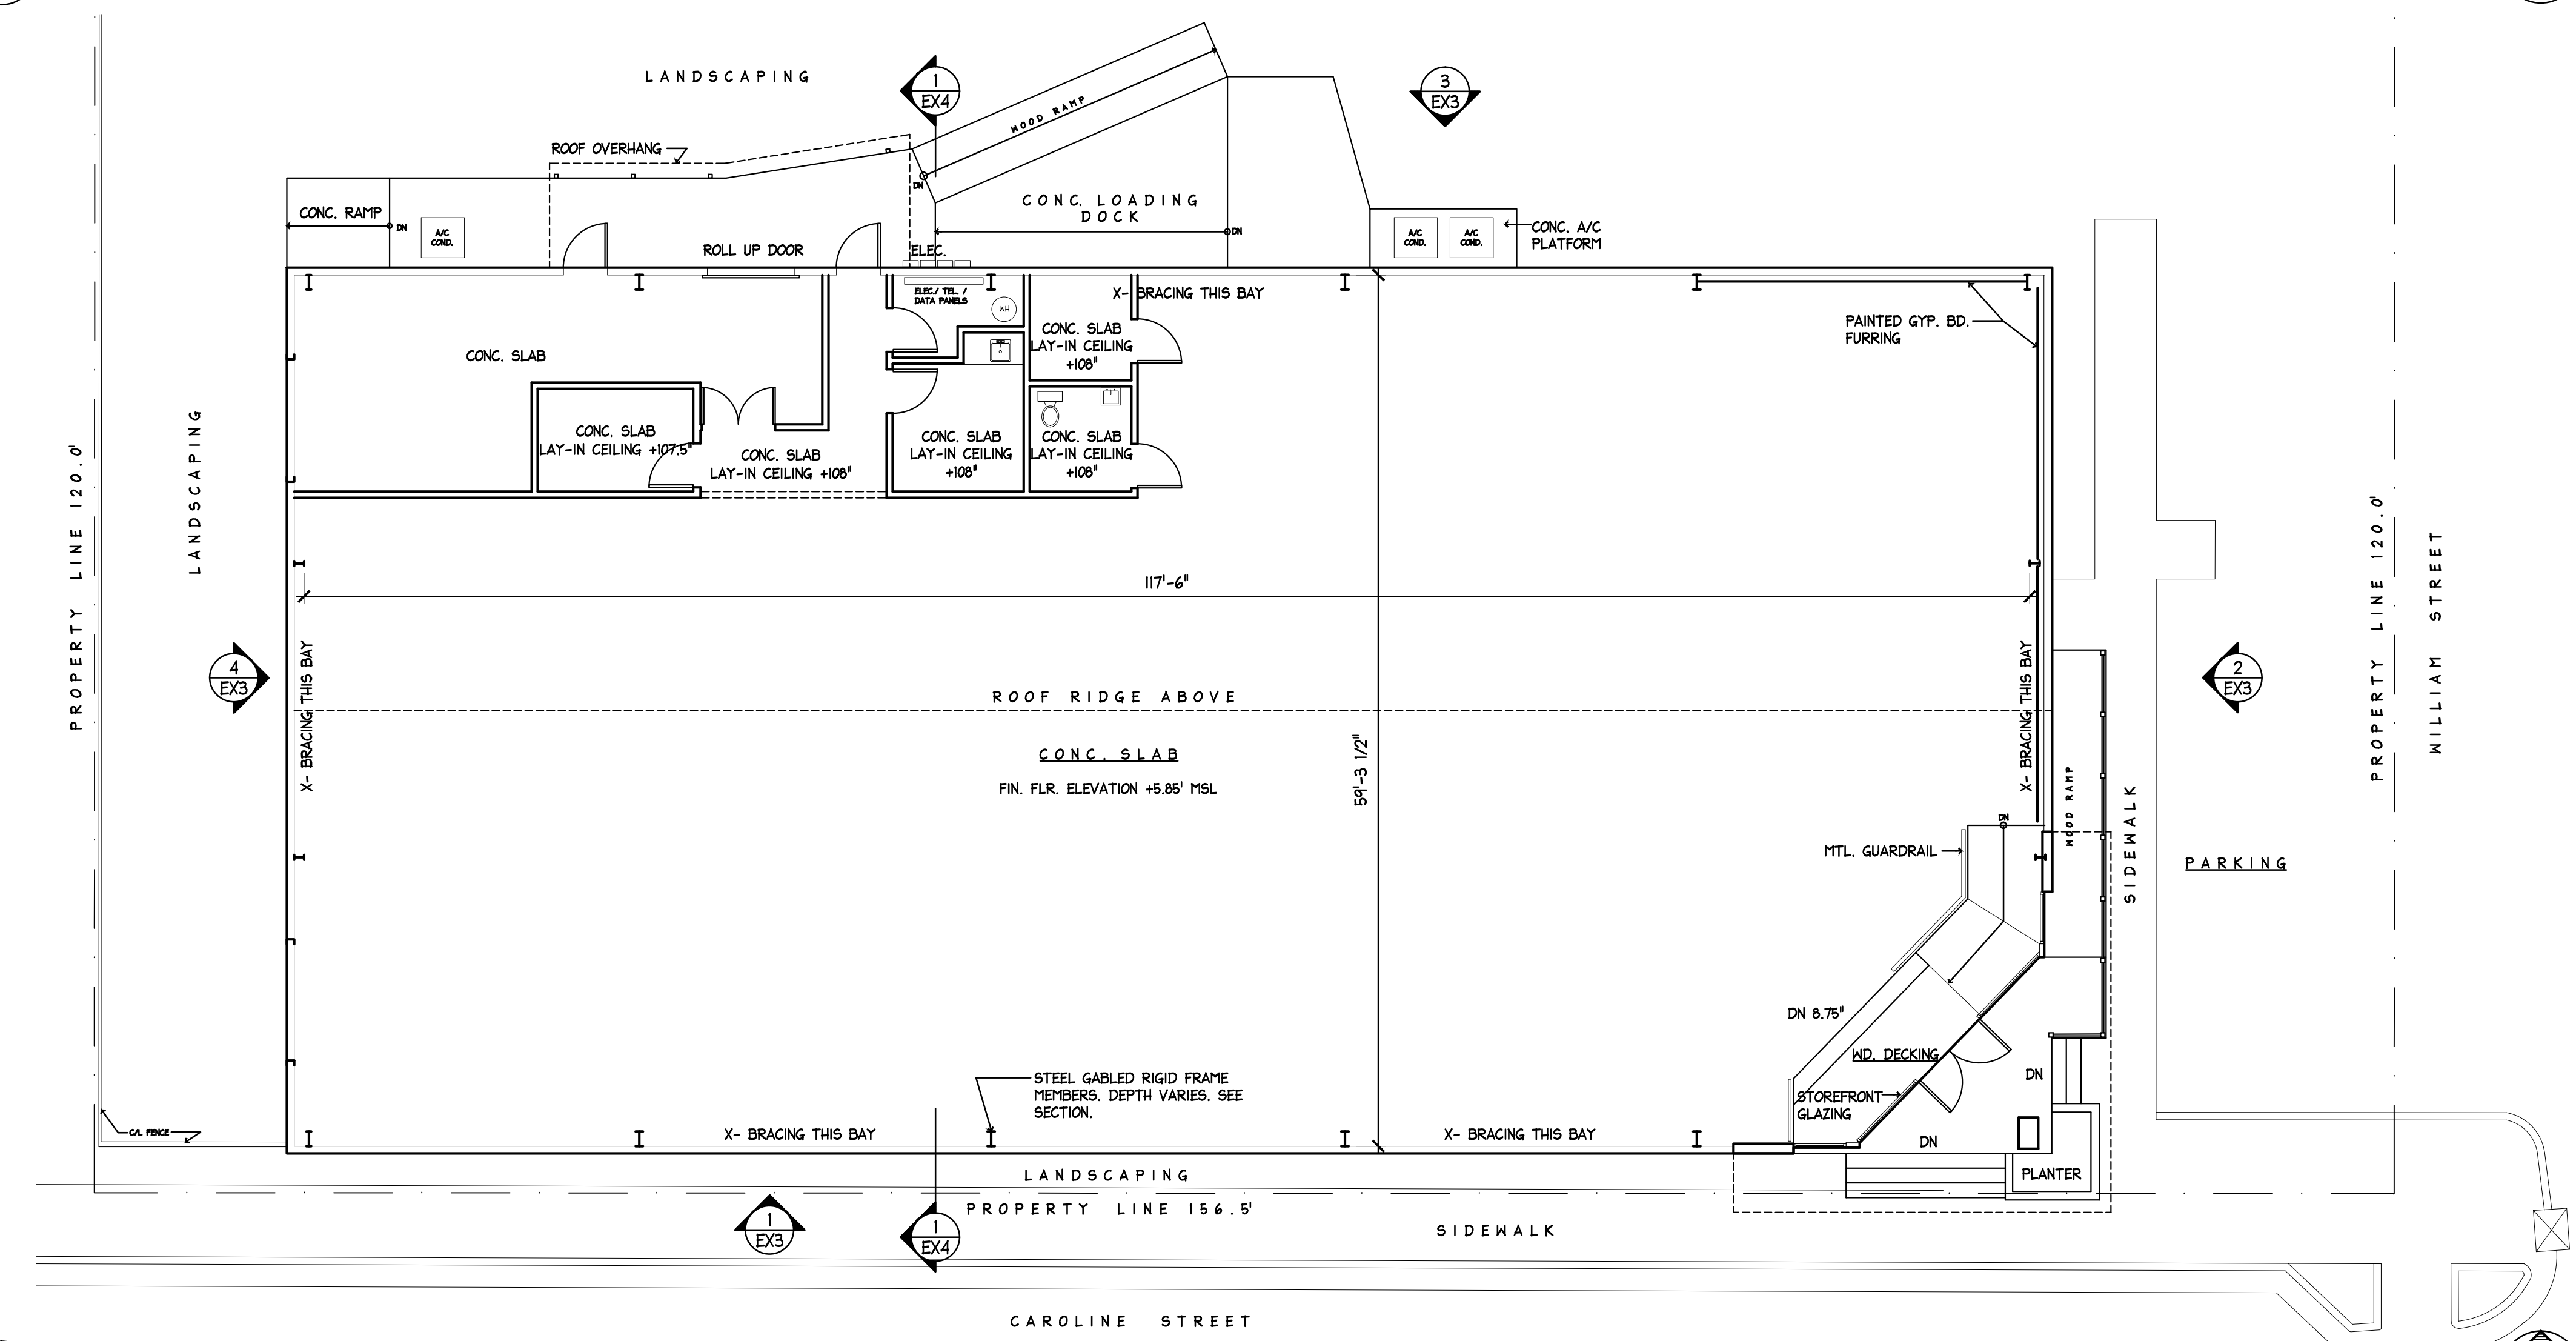 LANDSCAPING
1
EX4
3
EX3
WOOD RAMP
ROOF OVERHANG
DN
CONC. LOADING
DOCK
CONC. RAMP
DN
A/C
COND.
ROLL UP DOOR
ELEC.
DN
A/C
COND.
A/C
COND.
CONC. A/C
PLATFORM
ELEC./ TEL. /
DATA PANELS
WH
X- BRACING THIS BAY
CONC. SLAB
LAY-IN CEILING
+108"
PAINTED GYP. BD.
FURRING
CONC. SLAB
CONC. SLAB
LAY-IN CEILING +107.5"
CONC. SLAB
LAY-IN CEILING +108"
CONC. SLAB
LAY-IN CEILING
+108"
CONC. SLAB
LAY-IN CEILING
+108"
PROPERTY LINE 120.0'
LANDSCAPING
117'-6"
PROPERTY LINE 120.0'
WILLIAM STREET
4
EX3
X- BRACING THIS BAY
ROOF RIDGE ABOVE
X- BRACING THIS BAY
2
EX3
CONC. SLAB
FIN. FLR. ELEVATION +5.85' MSL
59'-3 1/2"
WOOD RAMP
SIDEWALK
DN
MTL. GUARDRAIL
PARKING
DN 8.75"
WD. DECKING
DN
STOREFRONT
GLAZING
STEEL GABLED RIGID FRAME
MEMBERS. DEPTH VARIES. SEE
SECTION.
C/L FENCE
X- BRACING THIS BAY
X- BRACING THIS BAY
DN
LANDSCAPING
PLANTER
PROPERTY LINE 156.5'
1
EX3
1
EX4
SIDEWALK
CAROLINE STREET